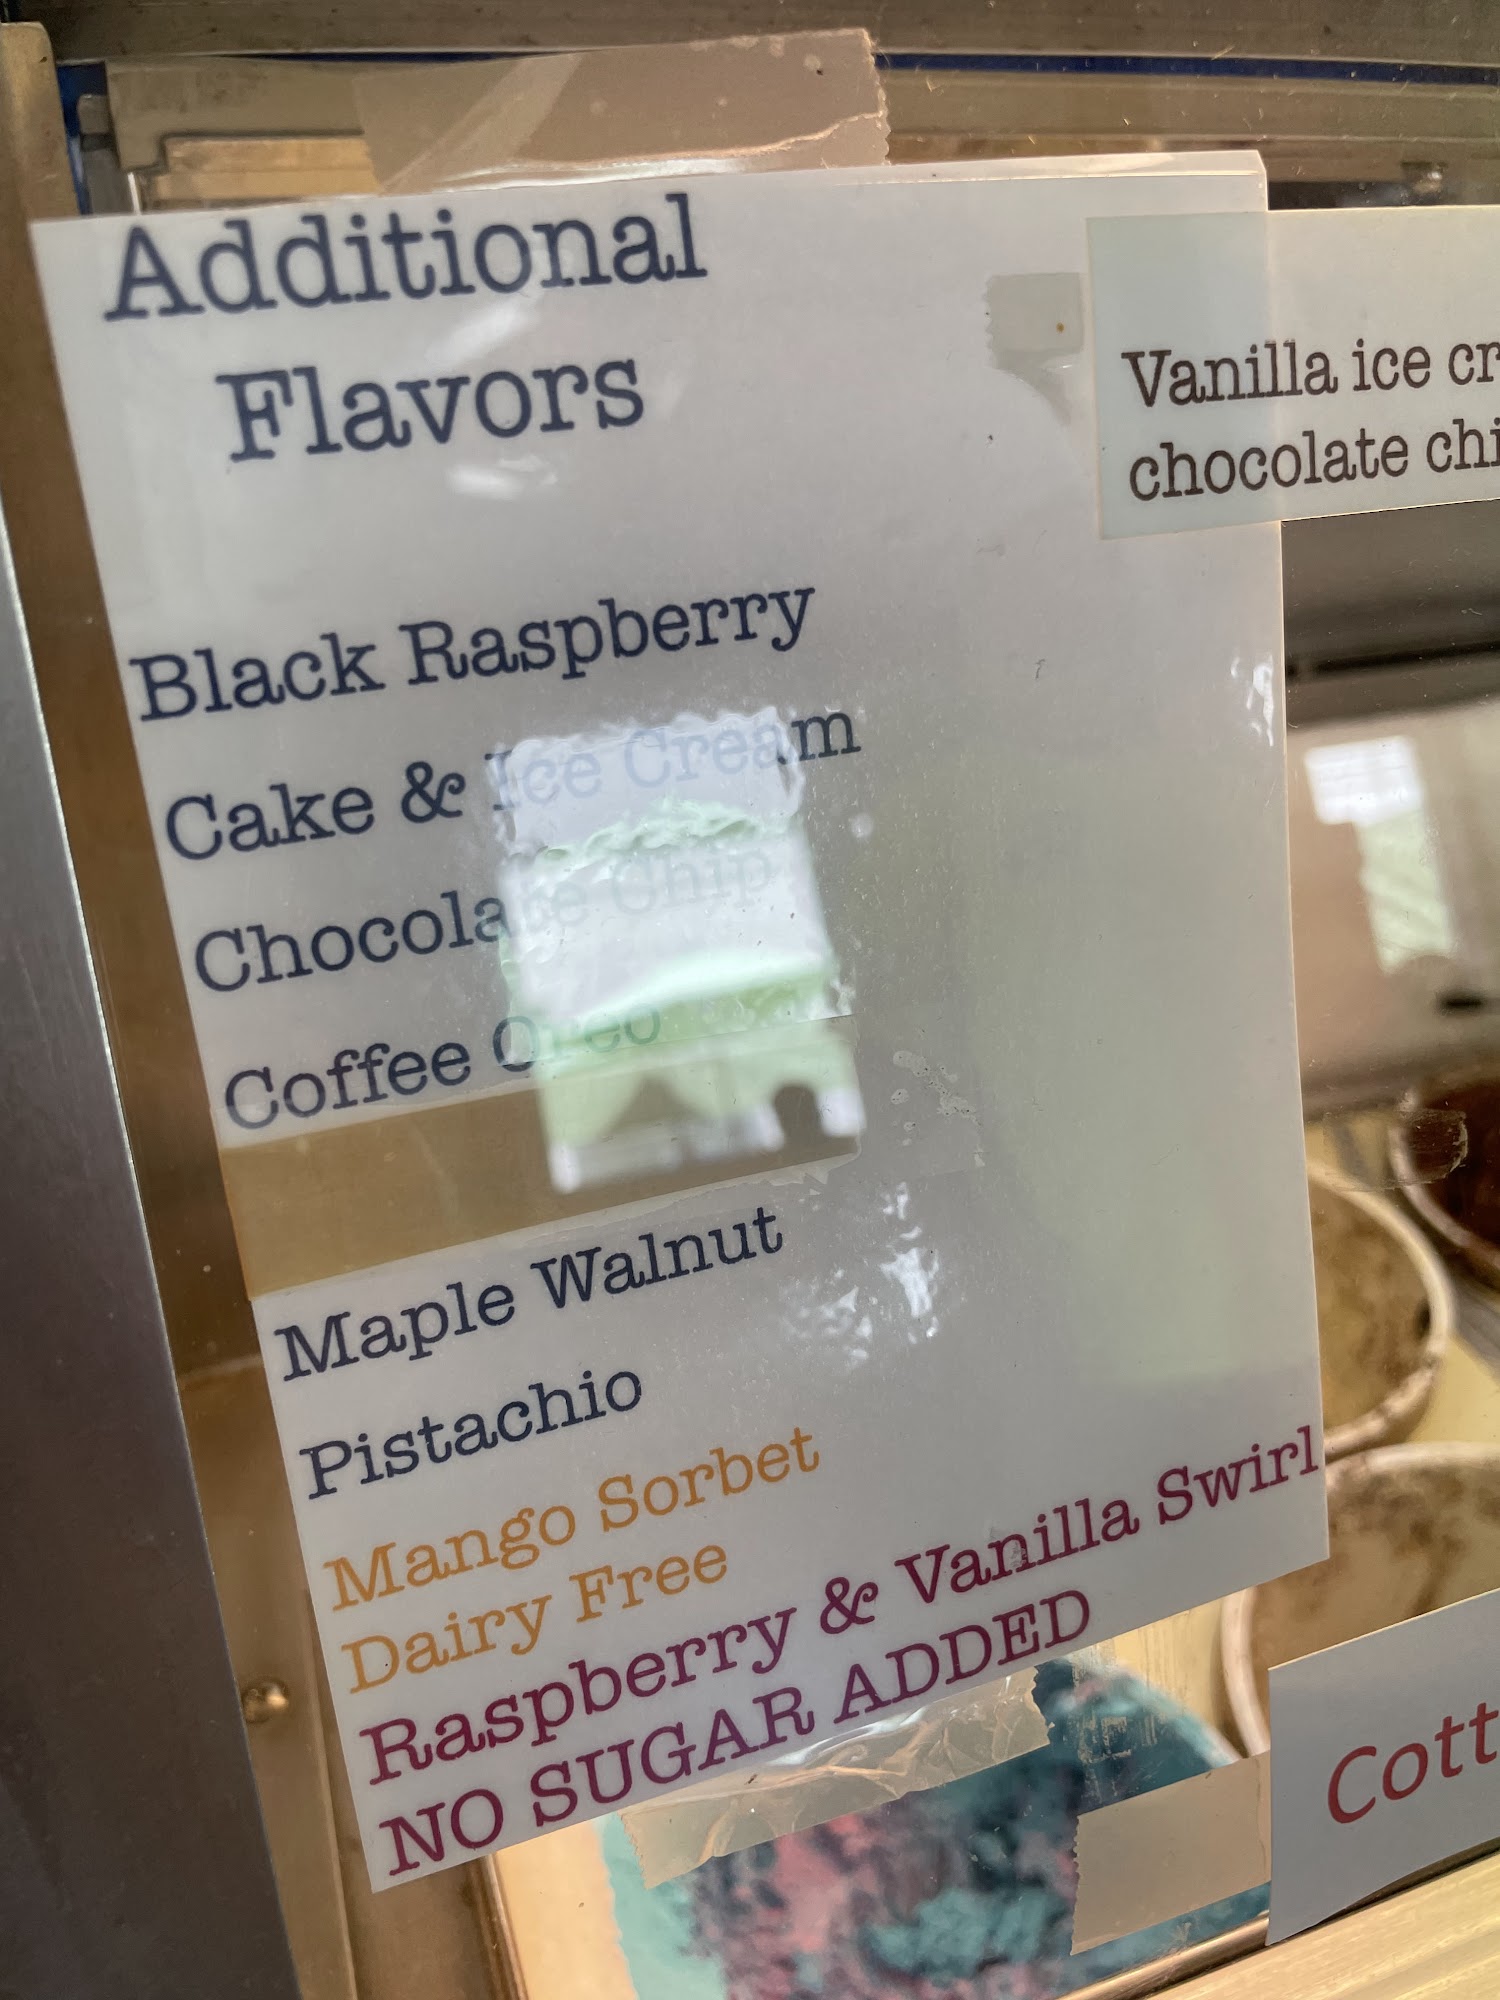 Additional
Flavors
Black Raspberry
Cake & Ice Cream
Chocolate Chip
Coffee Oreo
Maple Walnut
Pistachio
Mango Sorbet
Dairy Free
Raspberry & Vanilla Swirl
NO SUGAR ADDED
Vanilla ice cr
chocolate chi
Cott